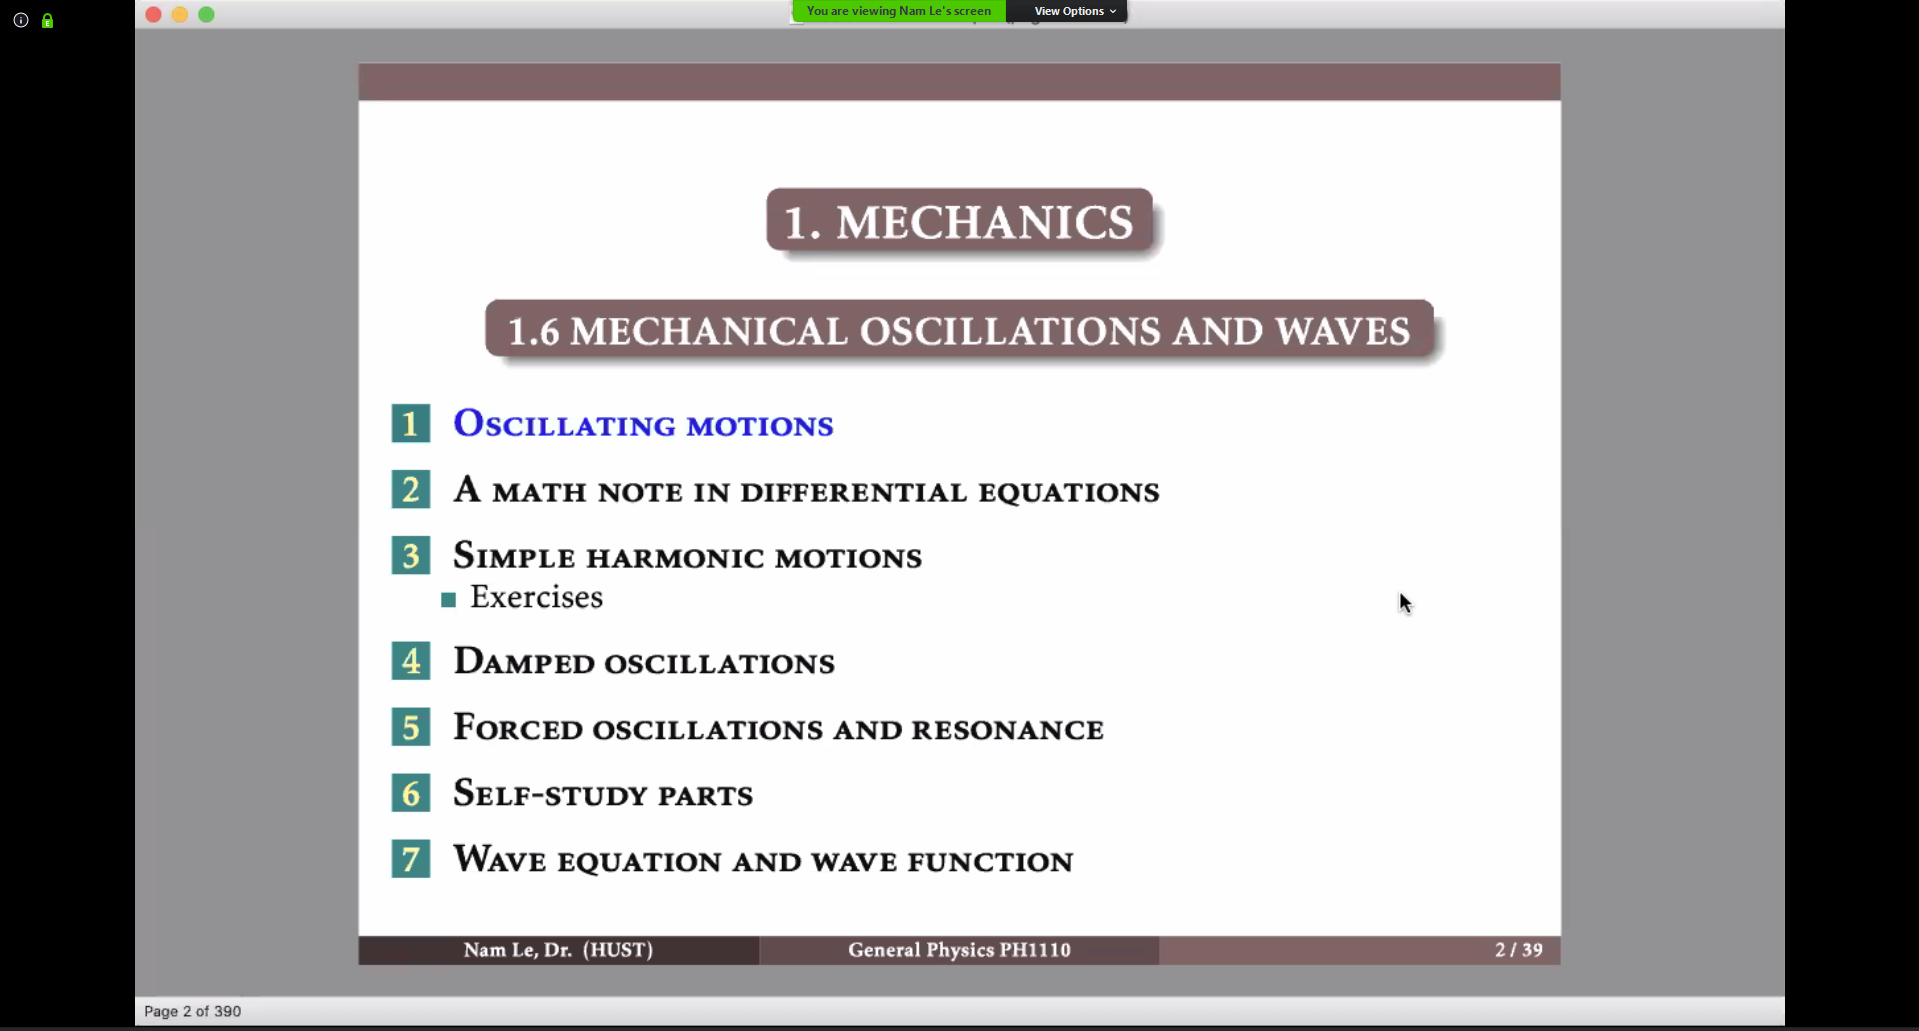 You are viewing Nam Le's screen
View Options
1. MECHANICS
1.6 MECHANICAL OSCILLATIONS AND WAVES
1 Oscillating motions
2 A math note in differential equations
3 Simple harmonic motions
Exercises
4 Damped oscillations
5 Forced oscillations and resonance
6 Self-study parts
7 Wave equation and wave function
Nam Le, Dr. (HUST) General Physics PH1110 2 / 39
Page 2 of 390